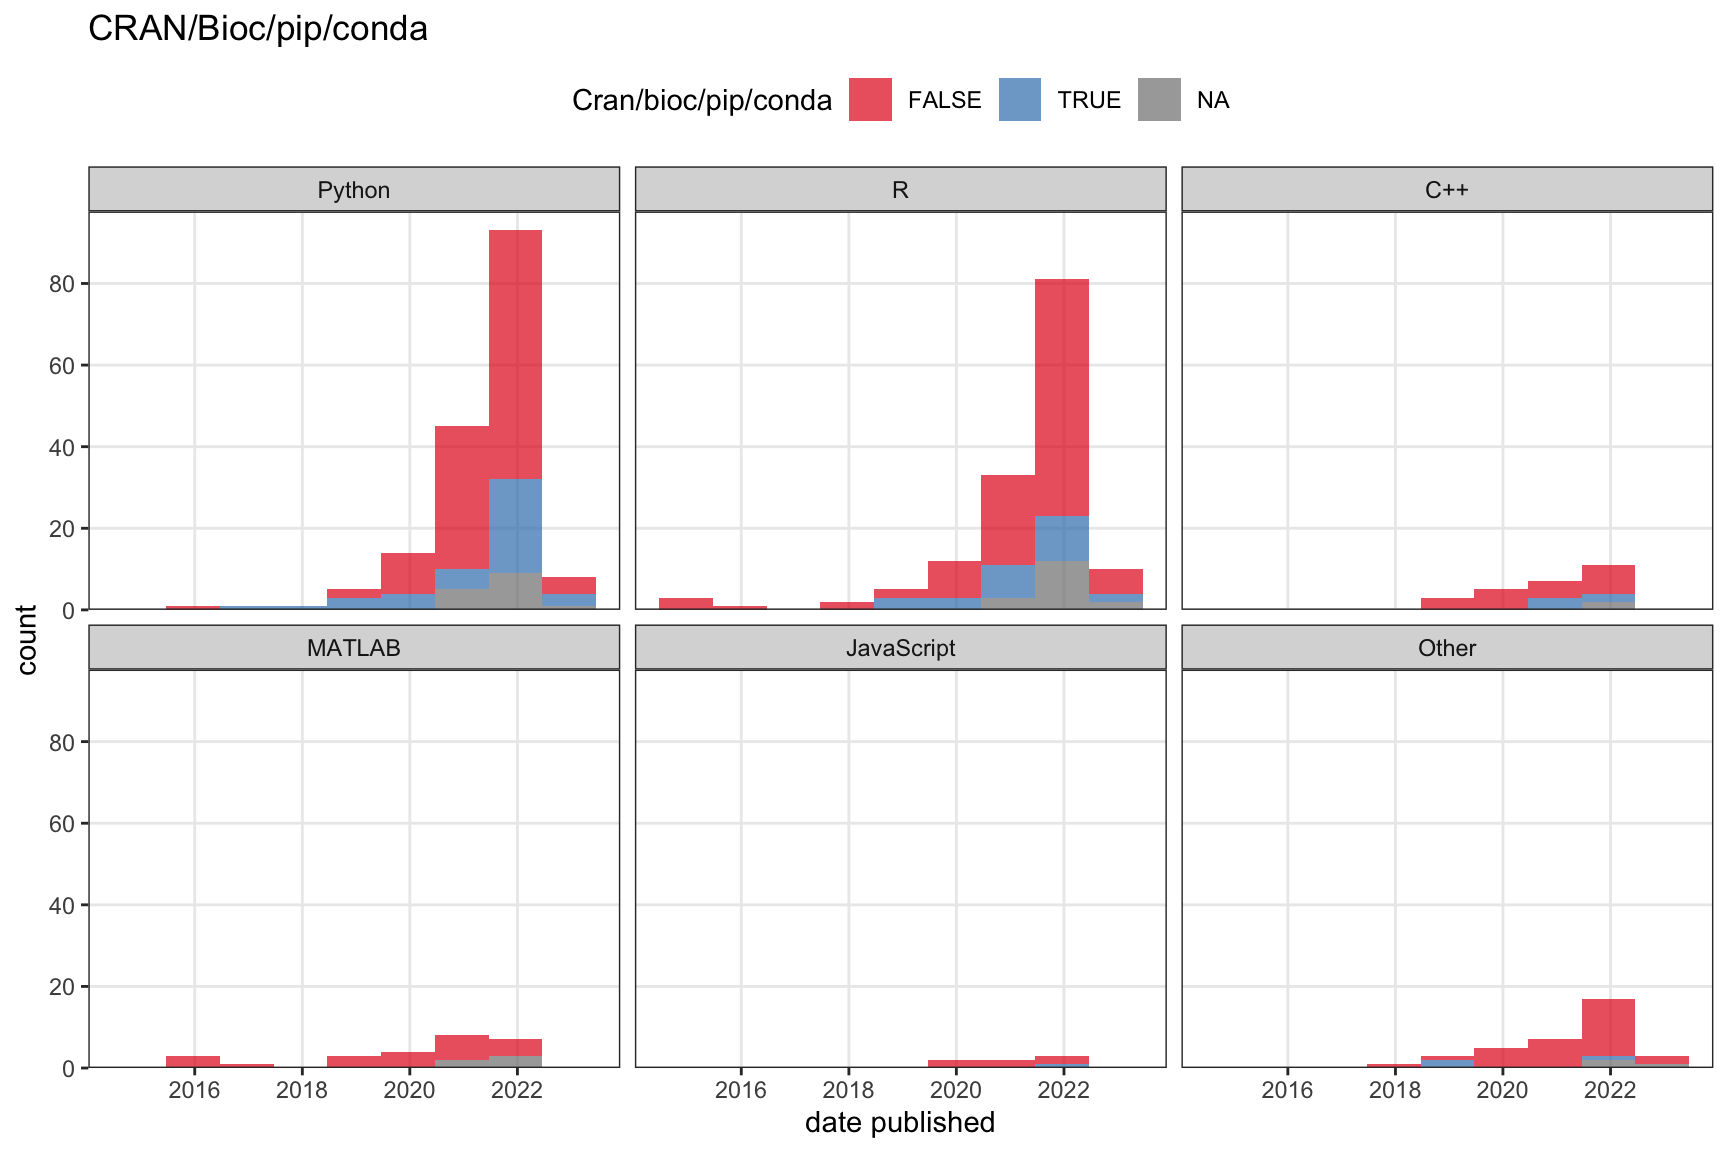 CRAN/Bioc/pip/conda
Cran/bioc/pip/conda FALSE TRUE NA
Python R C++
80
60
40
20
0
MATLAB JavaScript Other
80
60
40
20
0
count
2016 2018 2020 2022 2016 2018 2020 2022 2016 2018 2020 2022
date published